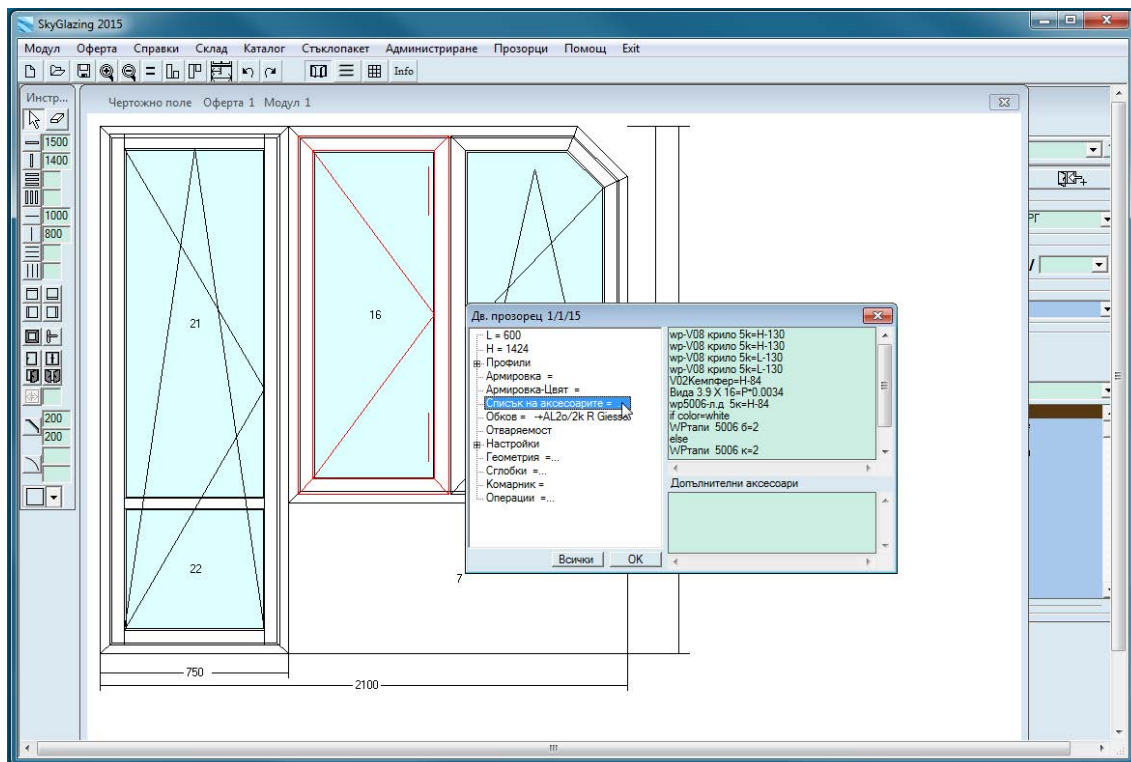 SkyGlazing 2015
Модул Оферта Справки Склад Каталог Стъклопакет Администриране Прозорци Помощ Exit
Info
Инстр...
Чертожно поле Оферта 1 Модул 1
1500
1400
1000
800
200
200
РГ
/
21
16
22
7
750
2100
Дв. прозорец 1/1/15
L = 600
H = 1424
Профили
Армировка =
Армировка-Цвят =
Списък на аксесоарите =
Обков = -+AL2o/2k R Giesse
Отваряемост
Настройки
Геометрия =...
Сглобки =...
Комарник =
Операции =...
Всички OK
wp-V08 крило 5k=H-130
wp-V08 крило 5k=H-130
wp-V08 крило 5k=L-130
wp-V08 крило 5k=L-130
V02Кемпфер=H-84
Вида 3.9 X 16=P*0.0034
wp5006-л.д 5к=H-84
if color=white
WPтапи 5006 б=2
else
WPтапи 5006 к=2
Допълнителни аксесоари